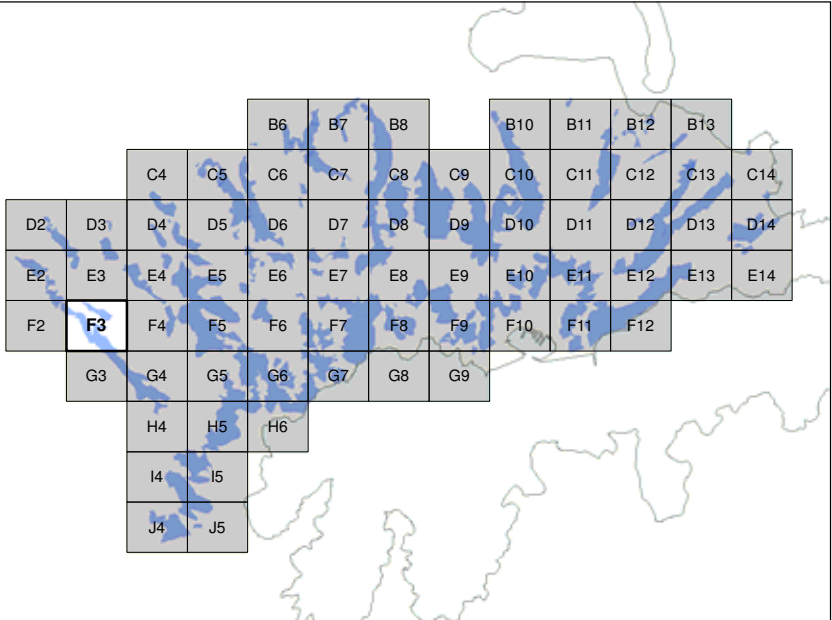 B6 B7 B8 B10 B11 B12 B13
C4 C5 C6 C7 C8 C9 C10 C11 C12 C13 C14
D2 D3 D4 D5 D6 D7 D8 D9 D10 D11 D12 D13 D14
E2 E3 E4 E5 E6 E7 E8 E9 E10 E11 E12 E13 E14
F2 F3 F4 F5 F6 F7 F8 F9 F10 F11 F12
G3 G4 G5 G6 G7 G8 G9
H4 H5 H6
I4 I5
J4 J5